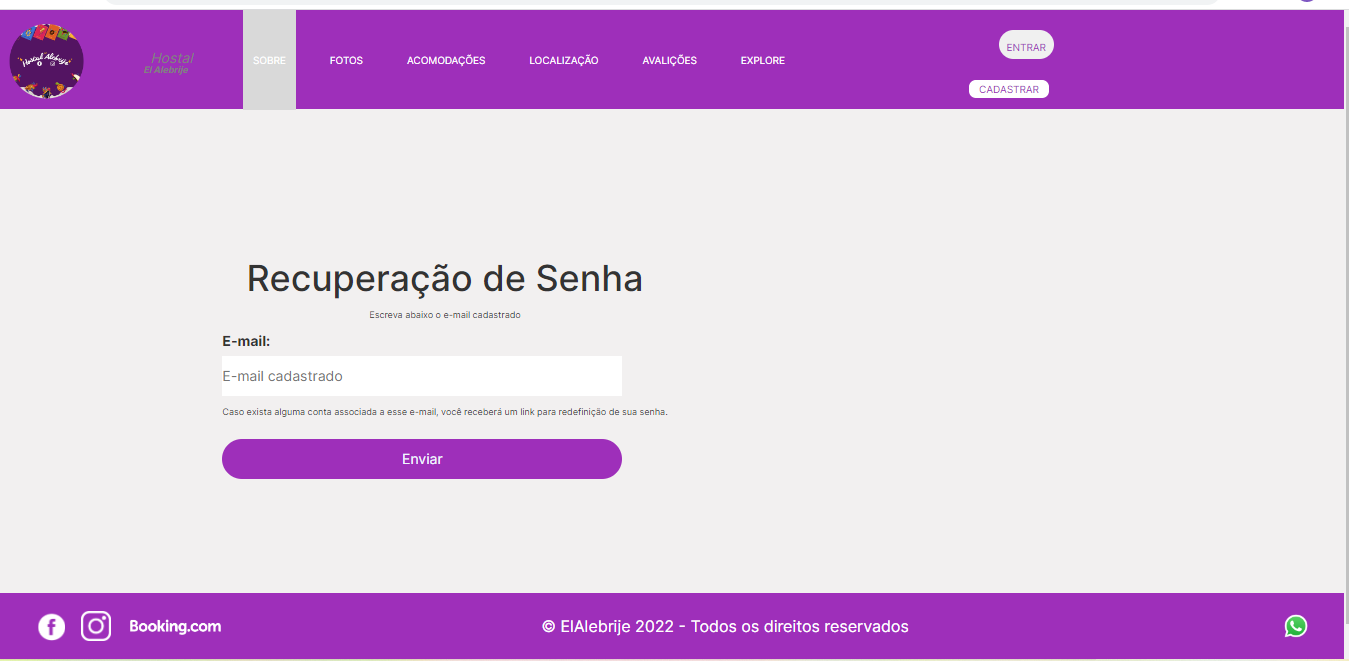 Hostal Alebrije
Hostal
El Alebrije
SOBRE
FOTOS
ACOMODAÇÕES
LOCALIZAÇÃO
AVALIÇÕES
EXPLORE
ENTRAR
CADASTRAR
Recuperação de Senha
Escreva abaixo o e-mail cadastrado
E-mail:
E-mail cadastrado
Caso exista alguma conta associada a esse e-mail, você receberá um link para redefinição de sua senha.
Enviar
Booking.com
© ElAlebrije 2022 - Todos os direitos reservados